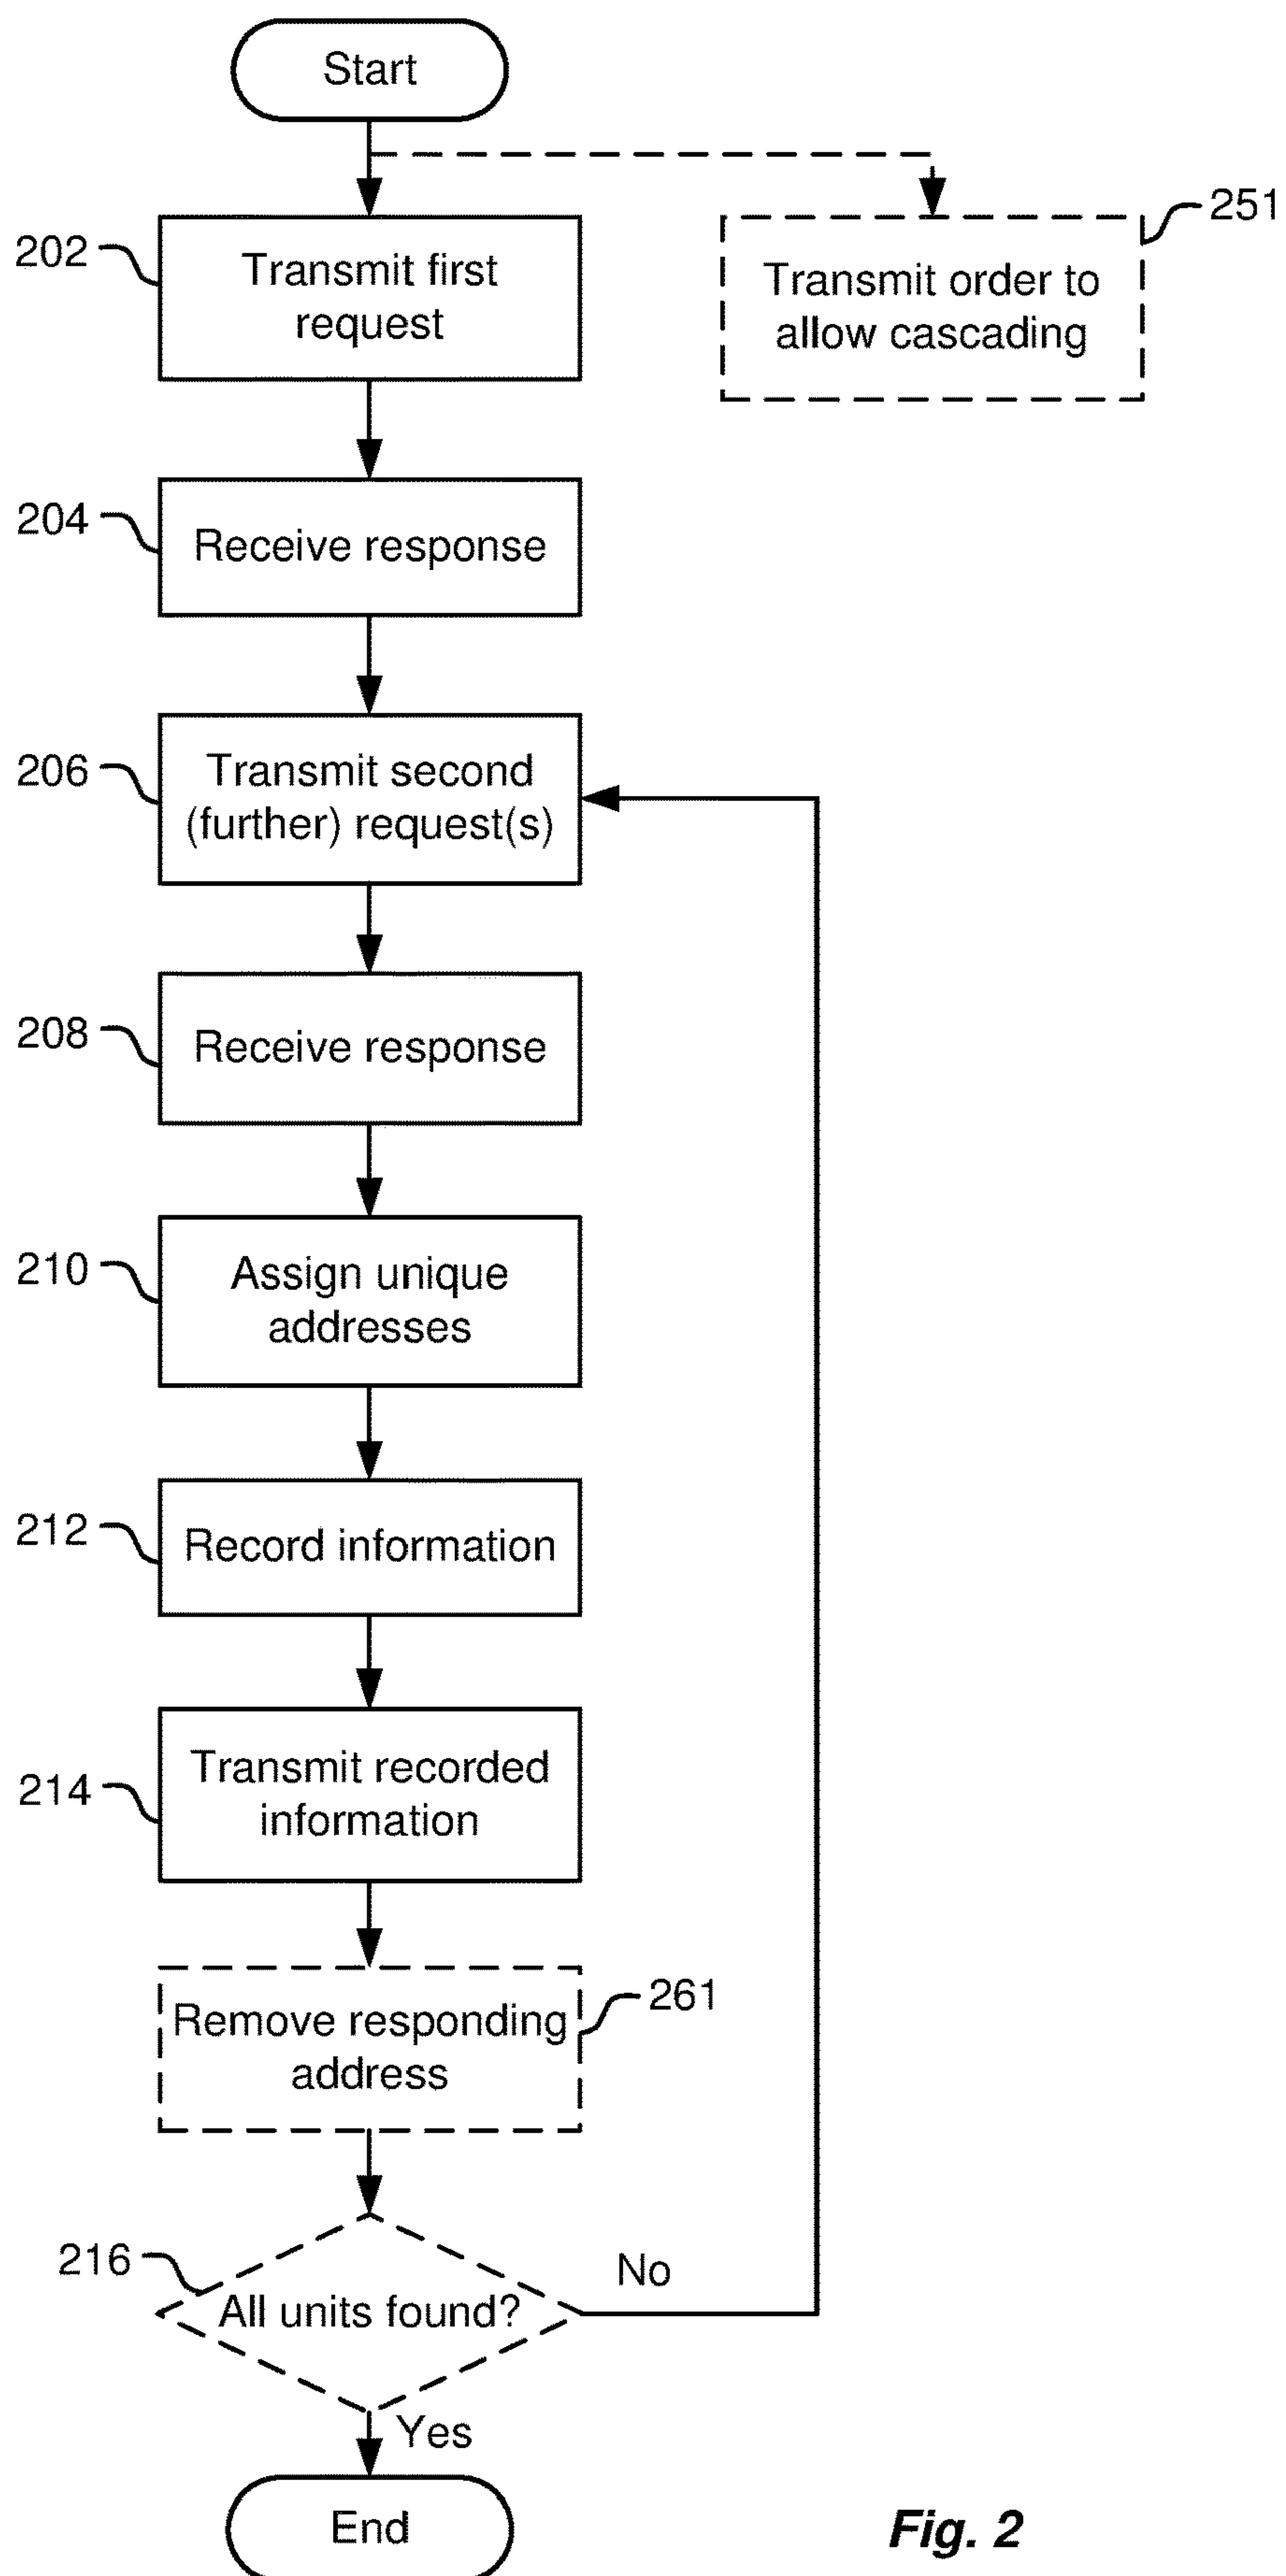 Start
251
202
Transmit first
request
Transmit order to
allow cascading
204
Receive response
206
Transmit second
(further) request(s)
208
Receive response
210
Assign unique
addresses
212
Record information
214
Transmit recorded
information
261
Remove responding
address
216
All units found?
No
Yes
End
Fig. 2